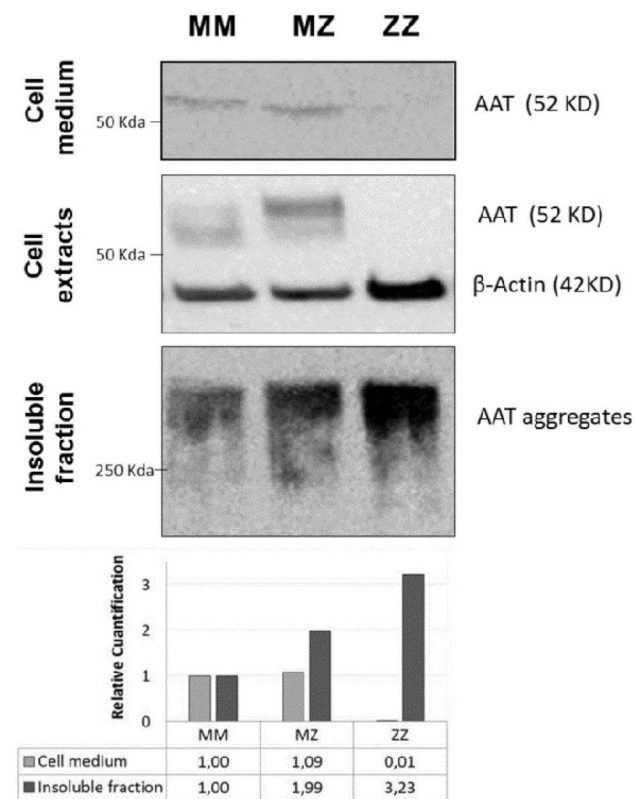 MM MZ ZZ
Cell medium
50 Kda
AAT (52 KD)
Cell extracts
50 Kda
AAT (52 KD)
β-Actin (42KD)
Insoluble fraction
250 Kda
AAT aggregates
Relative Cuantification
3
2
1
0
MM MZ ZZ
Cell medium 1,00 1,09 0,01
Insoluble fraction 1,00 1,99 3,23